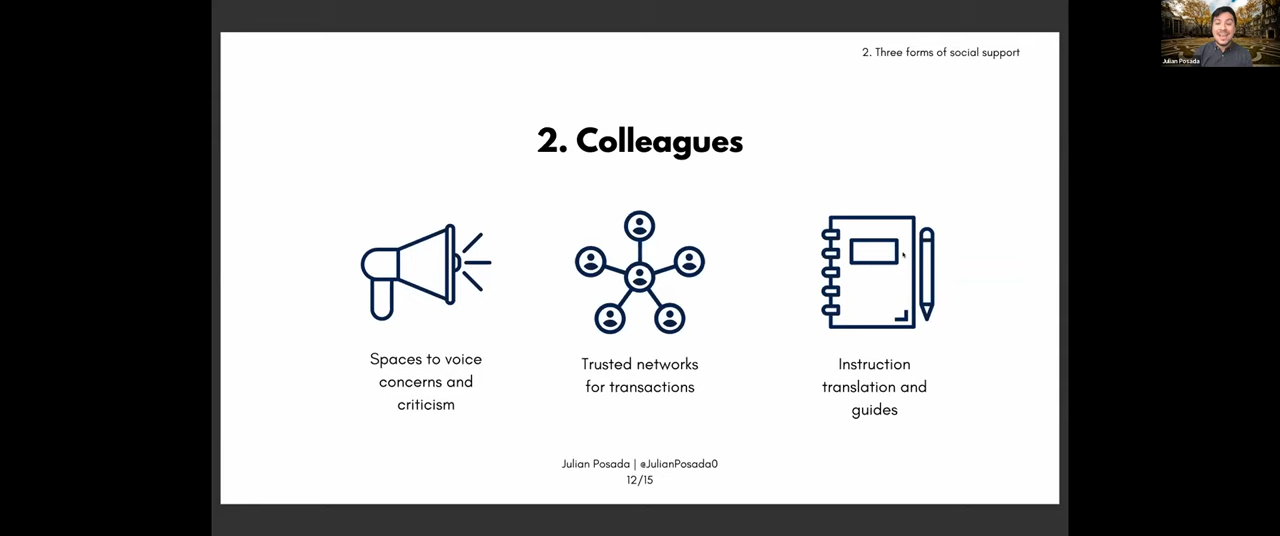 2. Three forms of social support
Julian Posada
2. Colleagues
Spaces to voice
concerns and
criticism
Trusted networks
for transactions
Instruction
translation and
guides
Julian Posada | @JulianPosada0
12/15